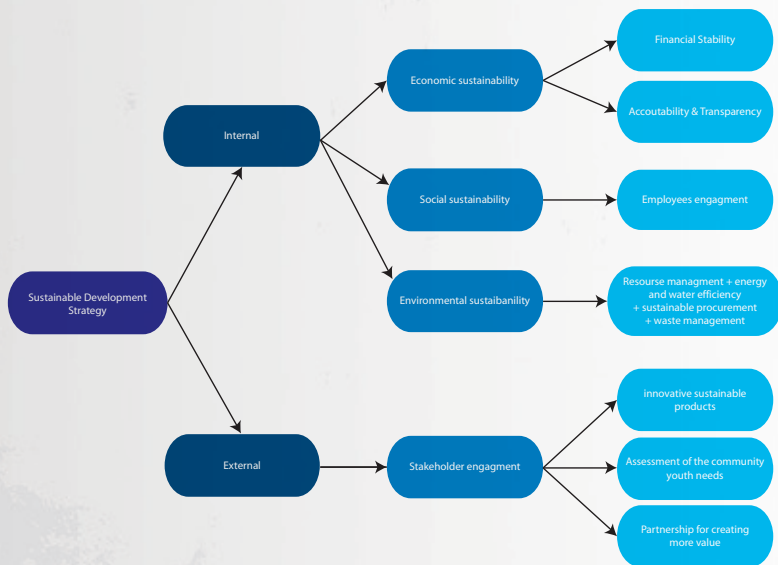 Financial Stability
Economic sustainability
Accoutability & Transparency
Internal
Social sustainability
Employees engagment
Sustainable Development
Strategy
Environmental sustaibanility
Resourse managment + energy
and water efficiency
+ sustainable procurement
+ waste management
innovative sustainable
products
External
Stakeholder engagment
Assessment of the community
youth needs
Partnership for creating
more value